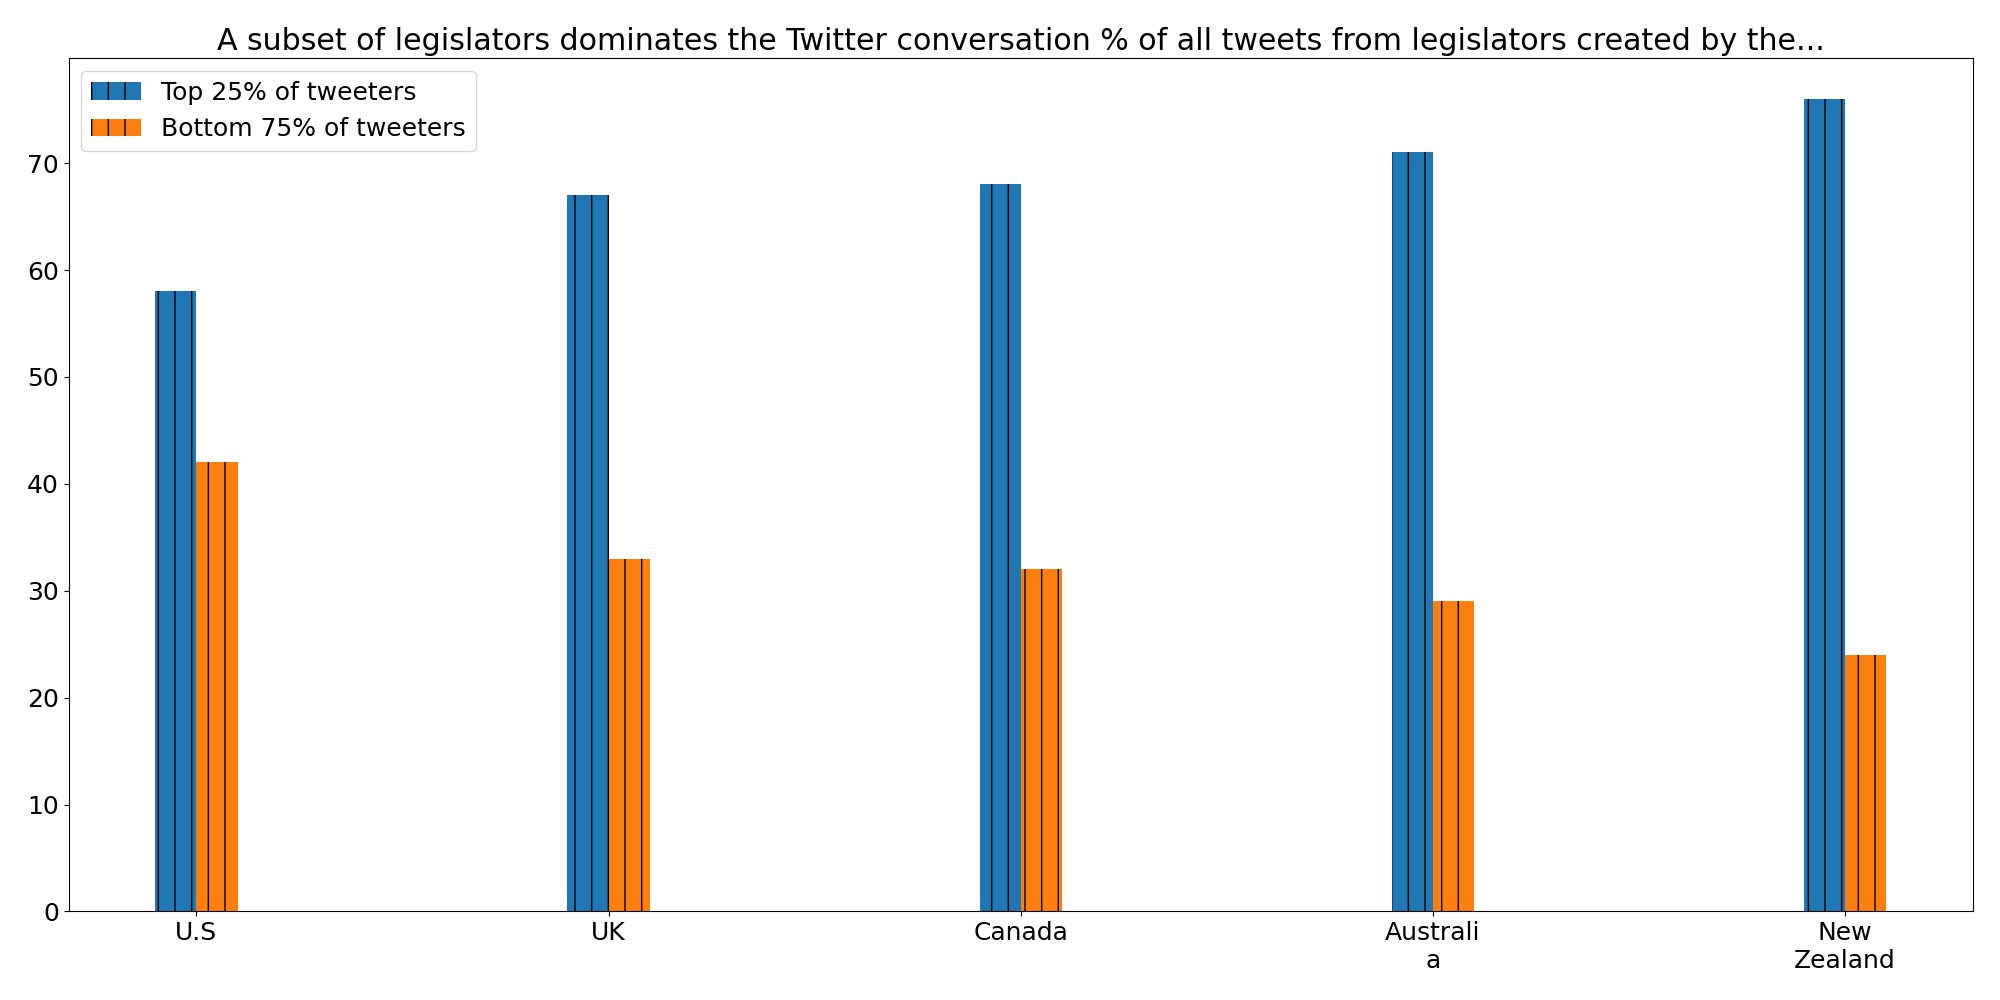 A subset of legislators dominates the Twitter conversation % of all tweets from legislators created by the...
Top 25% of tweeters
Bottom 75% of tweeters
70
60
50
40
30
20
10
0
U.S
UK
Canada
Australi
a
New
Zealand